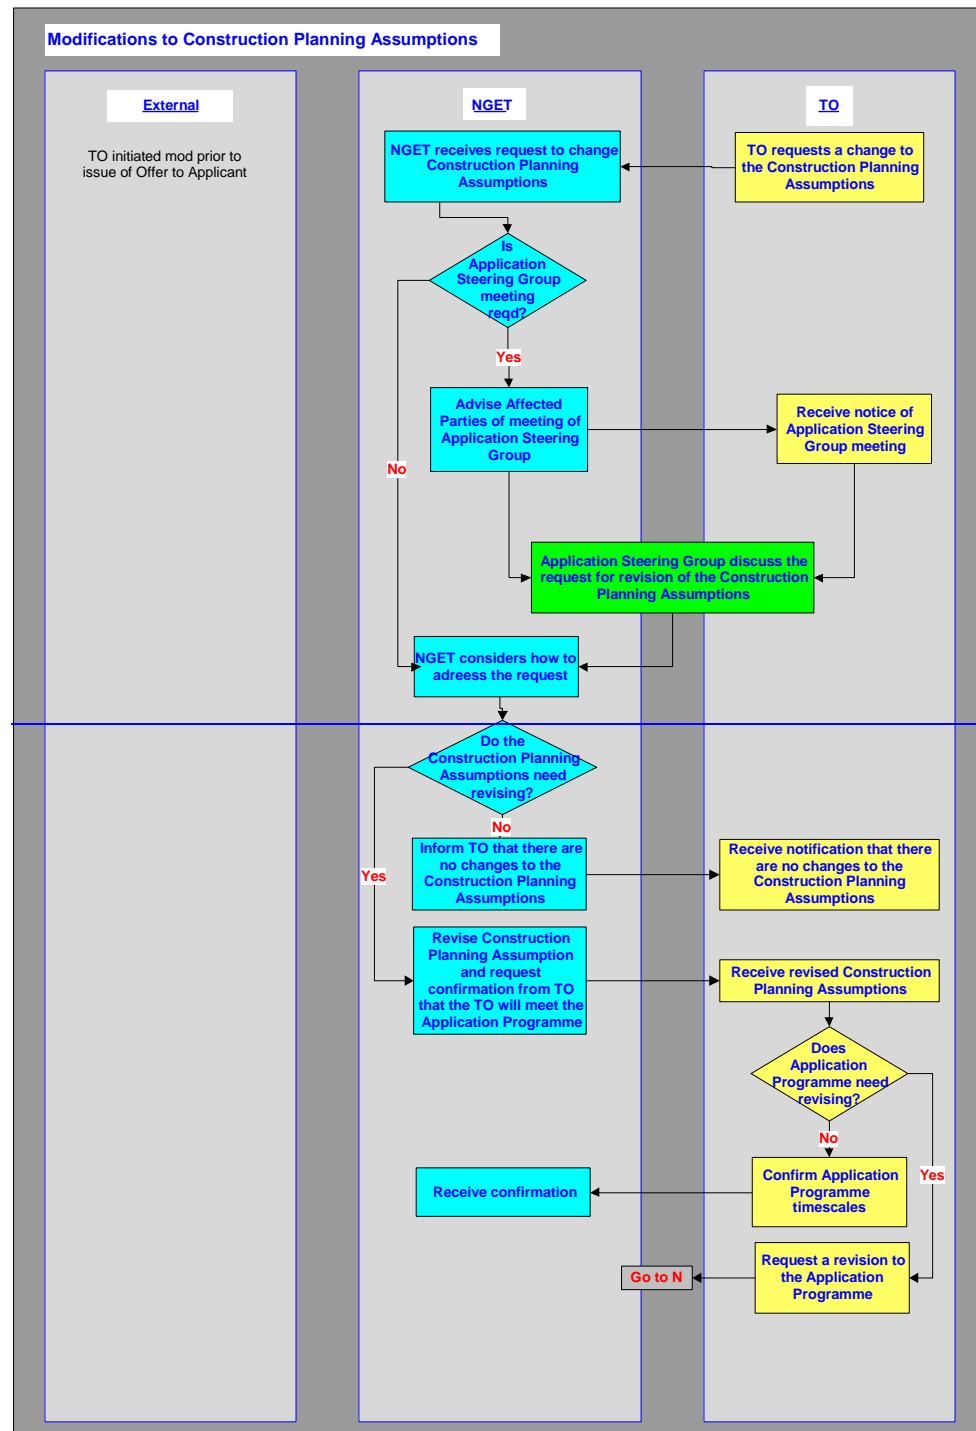 Modifications to Construction Planning Assumptions
External
NGET
TO
TO initiated mod prior to
issue of Offer to Applicant
NGET receives request to change
Construction Planning
Assumptions
TO requests a change to
the Construction Planning
Assumptions
Is
Application
Steering Group
meeting
reqd?
Yes
No
Advise Affected
Parties of meeting of
Application Steering
Group
Receive notice of
Application Steering
Group meeting
Application Steering Group discuss the
request for revision of the Construction
Planning Assumptions
NGET considers how to
adreess the request
Do the
Construction Planning
Assumptions need
revising?
No
Yes
Inform TO that there are
no changes to the
Construction Planning
Assumptions
Receive notification that there
are no changes to the
Construction Planning
Assumptions
Revise Construction
Planning Assumption
and request
confirmation from TO
that the TO will meet the
Application Programme
Receive revised Construction
Planning Assumptions
Does
Application
Programme need
revising?
No
Yes
Confirm Application
Programme
timescales
Receive confirmation
Request a revision to
the Application
Programme
Go to N